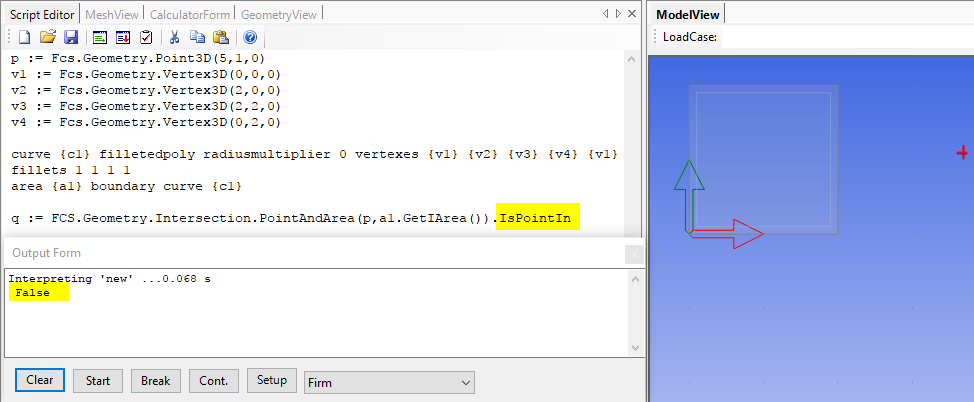 Script Editor MeshView CalculatorForm GeometryView
p := Fcs.Geometry.Point3D(5,1,0)
v1 := Fcs.Geometry.Vertex3D(0,0,0)
v2 := Fcs.Geometry.Vertex3D(2,0,0)
v3 := Fcs.Geometry.Vertex3D(2,2,0)
v4 := Fcs.Geometry.Vertex3D(0,2,0)
curve {c1} filletedpoly radiusmultiplier 0 vertexes {v1} {v2} {v3} {v4} {v1}
fillets 1 1 1 1
area {a1} boundary curve {c1}
q := FCS.Geometry.Intersection.PointAndArea(p,a1.GetIArea()).IsPointIn
Output Form
Interpreting 'new' ...0.068 s
False
Clear Start Break Cont. Setup Firm
ModelView
LoadCase: